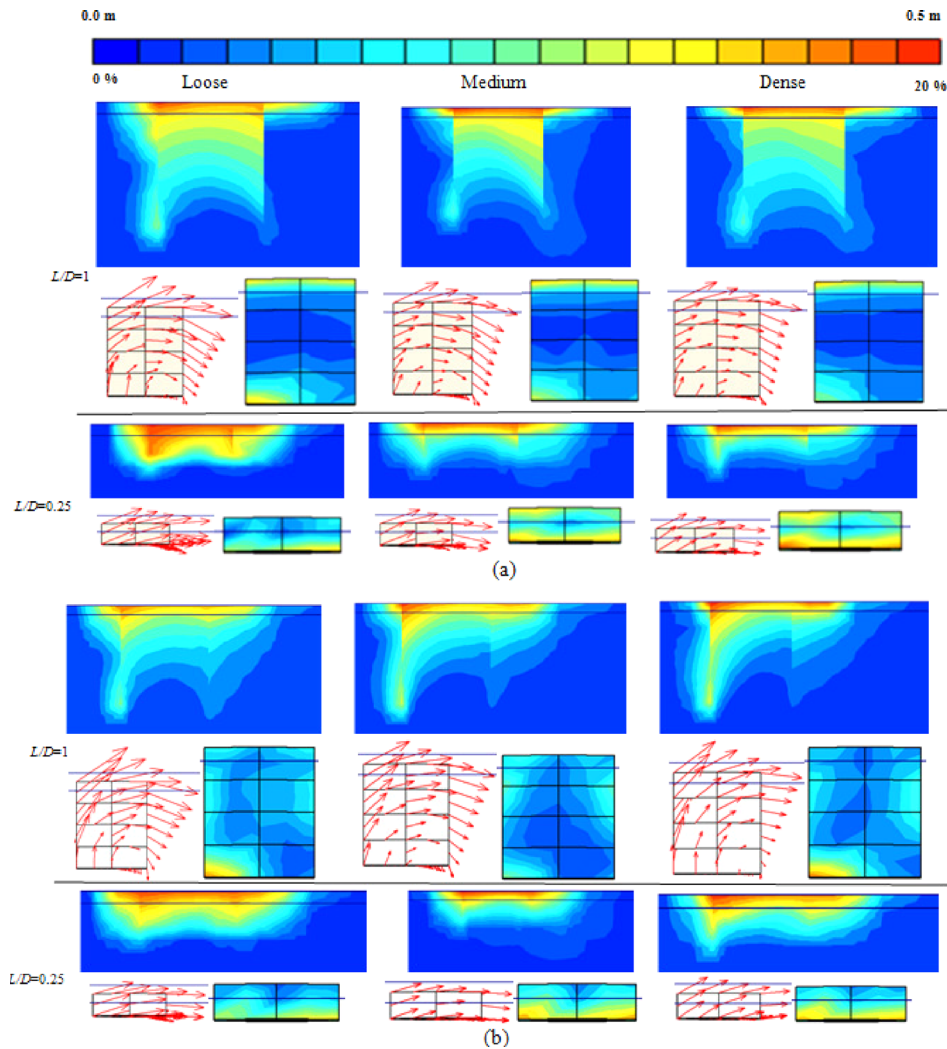 0.0 m 0.5 m
0 % Loose Medium Dense 20 %
L/D=1
L/D=0.25
(a)
L/D=1
L/D=0.25
(b)